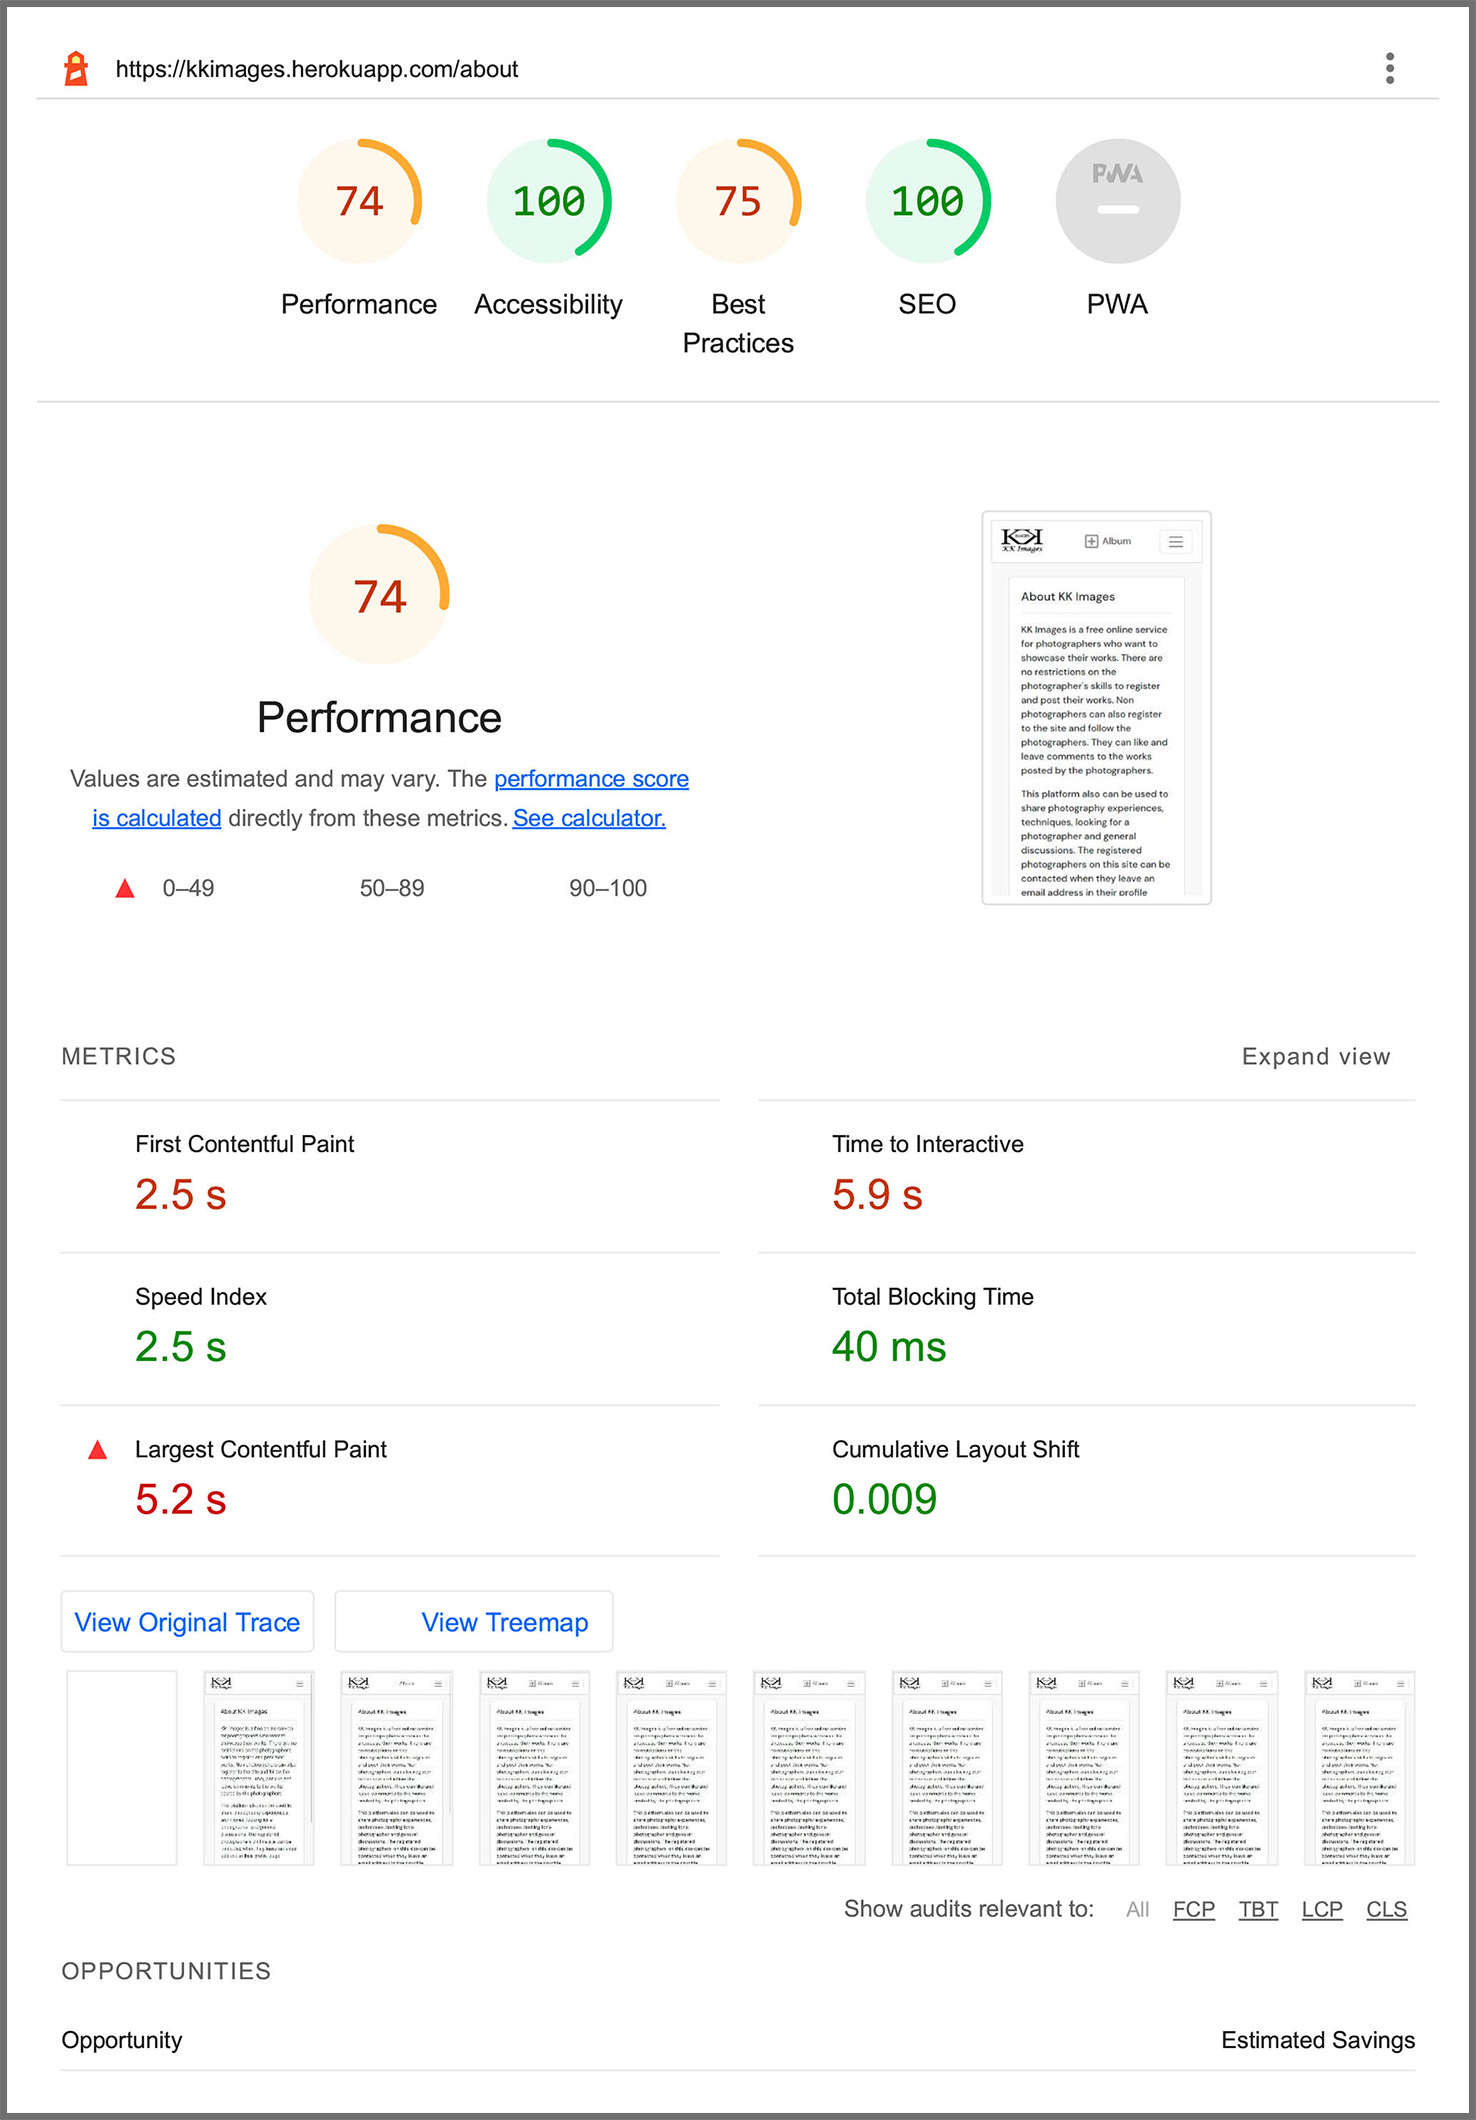 https://kkimages.herokuapp.com/about
74
100
75
100
PWA
Performance
Accessibility
Best
Practices
SEO
PWA
74
Performance
Values are estimated and may vary. The performance score
is calculated directly from these metrics. See calculator.
0–49
50–89
90–100
KK Images
Album
About KK Images
KK Images is a free online service
for photographers who want to
showcase their works. There are
no restrictions on the
photographer's skills to register
and post their works. Non
photographers can also register
to the site and follow the
photographers. They can like and
leave comments to the works
posted by the photographers.
This platform also can be used to
share photography experiences,
techniques, looking for a
photographer and general
discussions. The registered
photographers on this site can be
contacted when they leave an
email address in their profile
METRICS
Expand view
First Contentful Paint
2.5 s
Time to Interactive
5.9 s
Speed Index
2.5 s
Total Blocking Time
40 ms
Largest Contentful Paint
5.2 s
Cumulative Layout Shift
0.009
View Original Trace
View Treemap
Show audits relevant to: All FCP TBT LCP CLS
OPPORTUNITIES
Opportunity
Estimated Savings